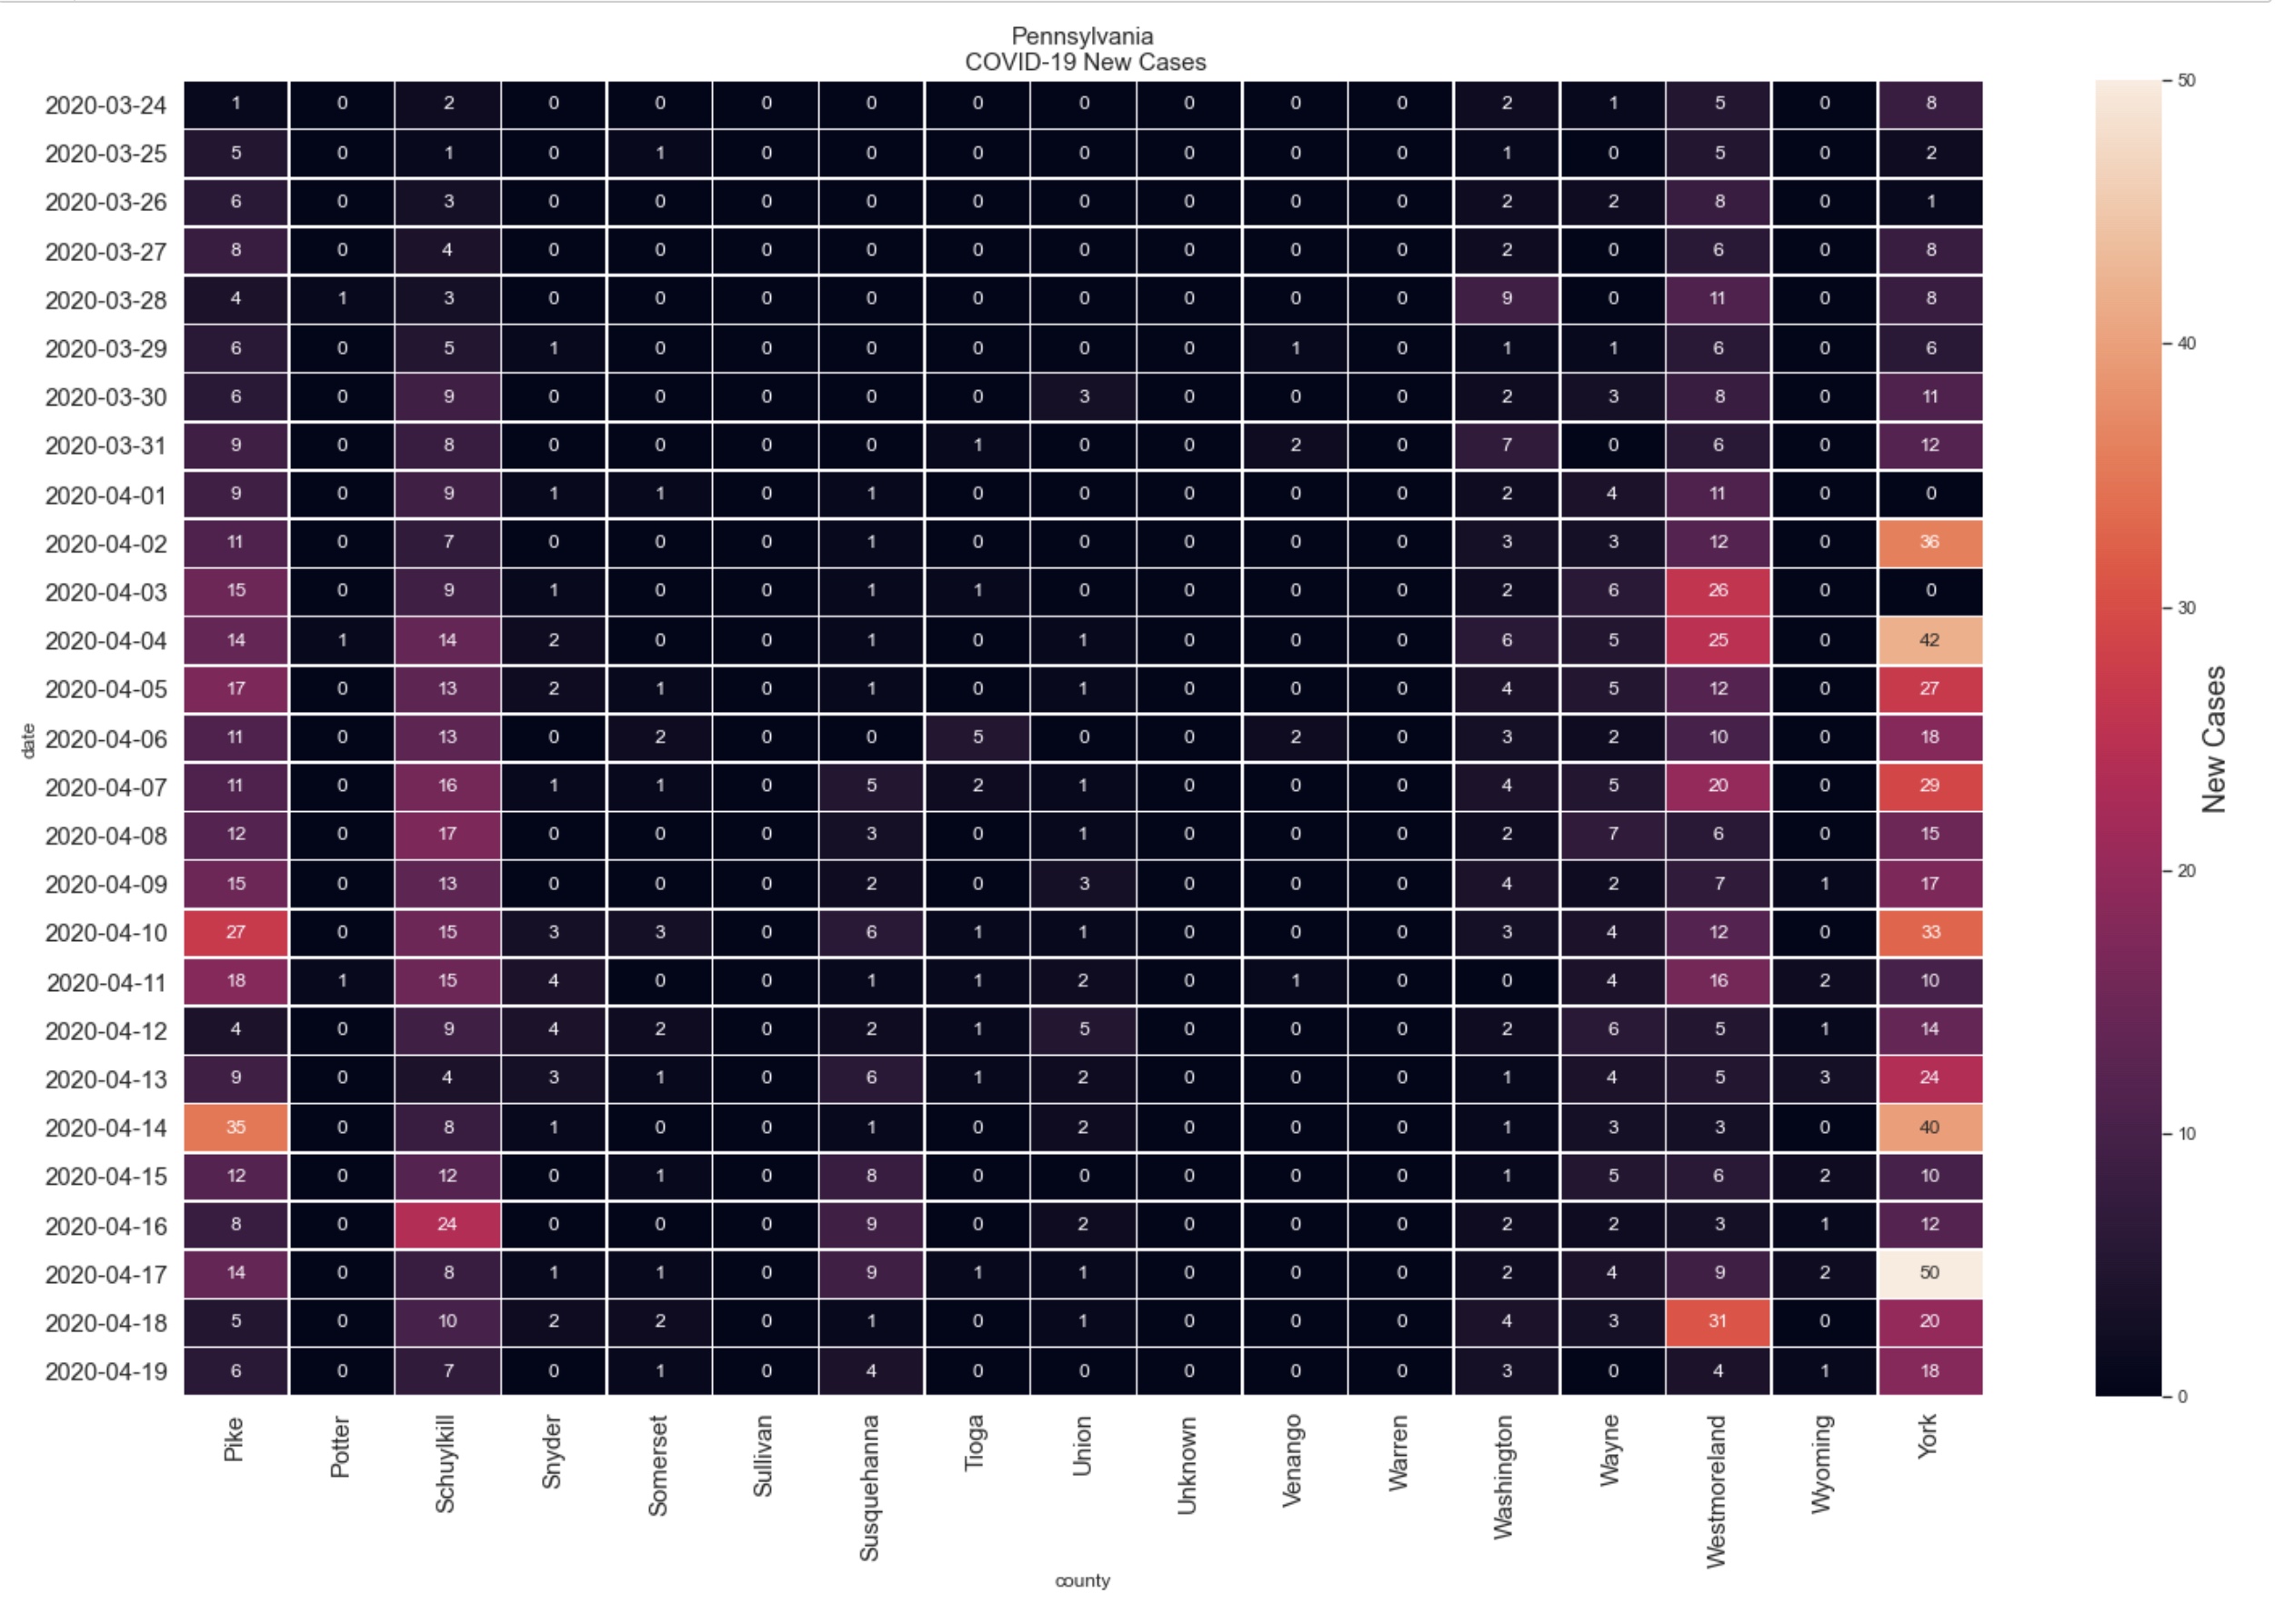 Pennsylvania
COVID-19 New Cases
2020-03-24 1 0 2 0 0 0 0 0 0 0 0 0 2 1 5 0 8
2020-03-25 5 0 1 0 1 0 0 0 0 0 0 0 1 0 5 0 2
2020-03-26 6 0 3 0 0 0 0 0 0 0 0 0 2 2 8 0 1
2020-03-27 8 0 4 0 0 0 0 0 0 0 0 0 2 0 6 0 8
2020-03-28 4 1 3 0 0 0 0 0 0 0 0 0 9 0 11 0 8
2020-03-29 6 0 5 1 0 0 0 0 0 0 1 0 1 1 6 0 6
2020-03-30 6 0 9 0 0 0 0 0 3 0 0 0 2 3 8 0 11
2020-03-31 9 0 8 0 0 0 0 1 0 0 2 0 7 0 6 0 12
2020-04-01 9 0 9 1 1 0 1 0 0 0 0 0 2 4 11 0 0
2020-04-02 11 0 7 0 0 0 1 0 0 0 0 0 3 3 12 0 36
2020-04-03 15 0 9 1 0 0 1 1 0 0 0 0 2 6 26 0 0
2020-04-04 14 1 14 2 0 0 1 0 1 0 0 0 6 5 25 0 42
2020-04-05 17 0 13 2 1 0 1 0 1 0 0 0 4 5 12 0 27
2020-04-06 11 0 13 0 2 0 0 5 0 0 2 0 3 2 10 0 18
2020-04-07 11 0 16 1 1 0 5 2 1 0 0 0 4 5 20 0 29
2020-04-08 12 0 17 0 0 0 3 0 1 0 0 0 2 7 6 0 15
2020-04-09 15 0 13 0 0 0 2 0 3 0 0 0 4 2 7 1 17
2020-04-10 27 0 15 3 3 0 6 1 1 0 0 0 3 4 12 0 33
2020-04-11 18 1 15 4 0 0 1 1 2 0 1 0 0 4 16 2 10
2020-04-12 4 0 9 4 2 0 2 1 5 0 0 0 2 6 5 1 14
2020-04-13 9 0 4 3 1 0 6 1 2 0 0 0 1 4 5 3 24
2020-04-14 35 0 8 1 0 0 1 0 2 0 0 0 1 3 3 0 40
2020-04-15 12 0 12 0 1 0 8 0 0 0 0 0 1 5 6 2 10
2020-04-16 8 0 24 0 0 0 9 0 2 0 0 0 2 2 3 1 12
2020-04-17 14 0 8 1 1 0 9 1 1 0 0 0 2 4 9 2 50
2020-04-18 5 0 10 2 2 0 1 0 1 0 0 0 4 3 31 0 20
2020-04-19 6 0 7 0 1 0 4 0 0 0 0 0 3 0 4 1 18
date
Pike Potter Schuylkill Snyder Somerset Sullivan Susquehanna Tioga Union Unknown Venango Warren Washington Wayne Westmoreland Wyoming York
county
50
40
30
20
10
0
New Cases